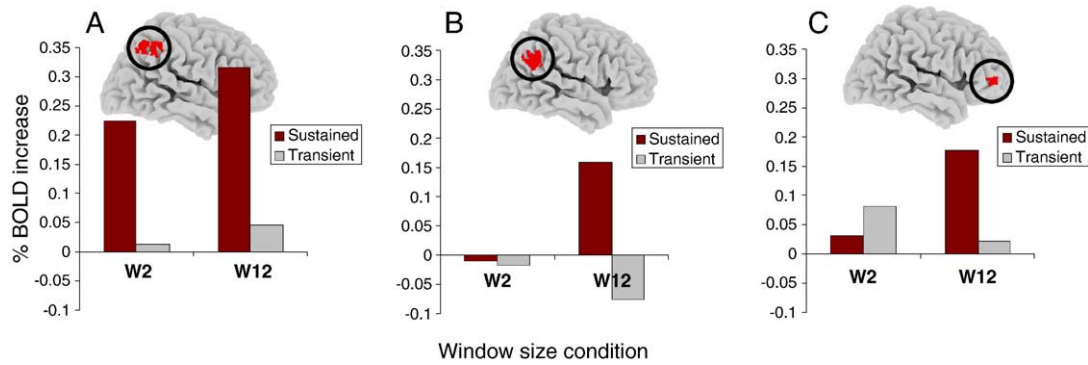 A
% BOLD increase
0.35
0.3
0.25
0.2
0.15
0.1
0.05
0
-0.05
-0.1
Sustained
Transient
W2
W12
B
0.35
0.3
0.25
0.2
0.15
0.1
0.05
0
-0.05
-0.1
Sustained
Transient
W2
W12
C
0.35
0.3
0.25
0.2
0.15
0.1
0.05
0
-0.05
-0.1
Sustained
Transient
W2
W12
Window size condition